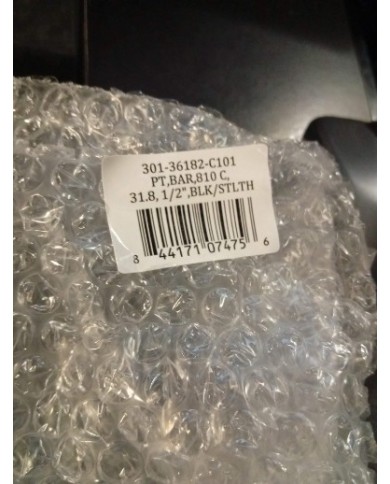 301-36182-C101
PT,BAR,810 C,
31.8, 1/2",BLK/STLTH
8 44171 07475 6